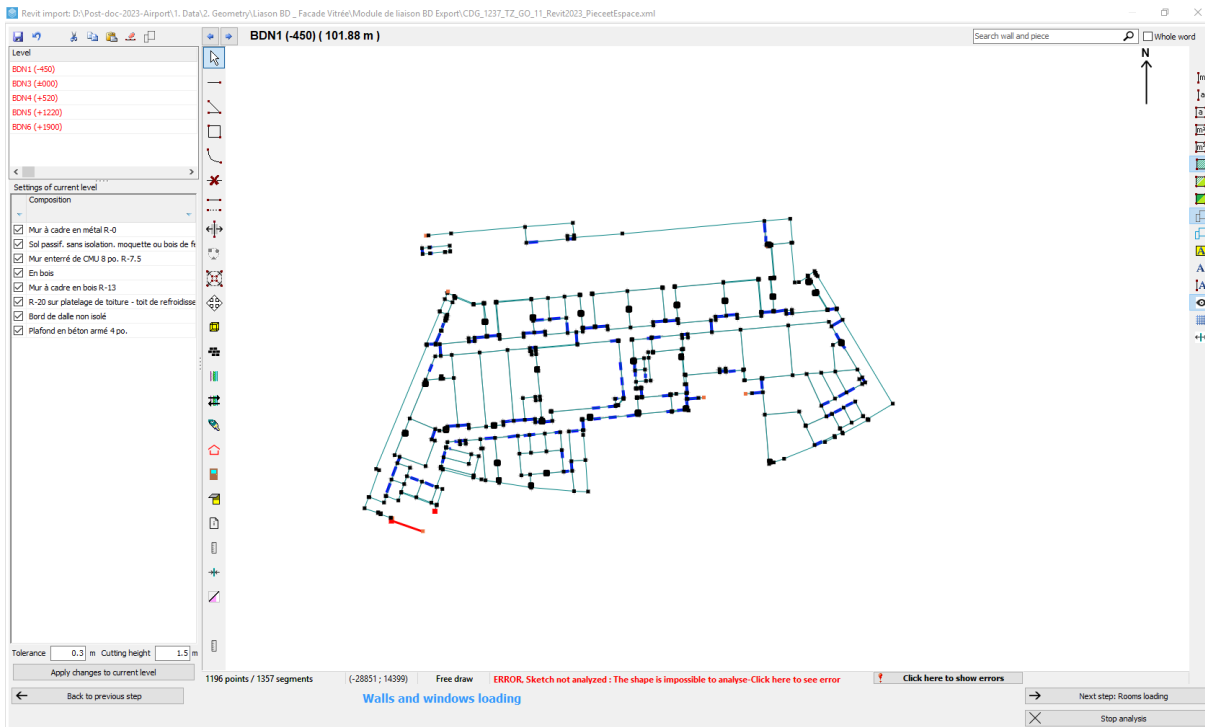 Revit import: D:\Post-doc-2023-Airport\1. Data\2. Geometry\Liason BD _ Facade Vitrée\Module de liaison BD Export\CDG_1237_TZ_GO_11_Revit2023_PieceetEspace.xml
BDN1 (-450) ( 101.88 m )
Search wall and piece
Whole word
Level
BDN1 (-450)
BDN3 (±000)
BDN4 (+520)
BDN5 (+1220)
BDN6 (+1900)
N
Settings of current level
Composition
Mur à cadre en métal R-0
Sol passif. sans isolation. moquette ou bois de fe
Mur enterré de CMU 8 po. R-7.5
En bois
Mur à cadre en bois R-13
R-20 sur platelage de toiture - toit de refroidisse
Bord de dalle non isolé
Plafond en béton armé 4 po.
Tolerance 0.3 m Cutting height 1.5 m
Apply changes to current level
Back to previous step
1196 points / 1357 segments
(-28851 ; 14399)
Free draw
ERROR, Sketch not analyzed : The shape is impossible to analyse-Click here to see error
Click here to show errors
Walls and windows loading
Next step: Rooms loading
Stop analysis